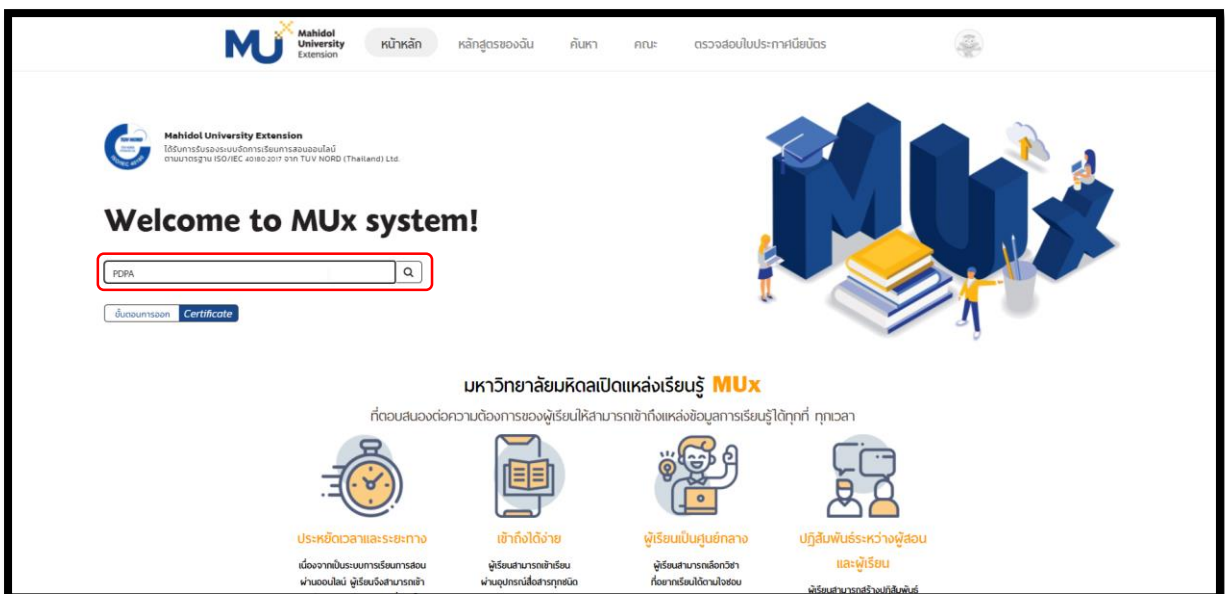 MU
Mahidol
University
Extension
หน้าหลัก หลักสูตรของฉัน ค้นหา คณะ ตรวจสอบใบประกาศนียบัตร
Mahidol University Extension
ได้รับการรับรองระบบจัดการเรียนการสอนออนไลน์
ตามมาตรฐาน ISO/IEC 40180:2017 จาก TUV NORD (Thailand) Ltd.
Welcome to MUx system!
PDPA
ขั้นตอนการออก Certificate
MUX
มหาวิทยาลัยมหิดลเปิดแหล่งเรียนรู้ MUx
ที่ตอบสนองต่อความต้องการของผู้เรียนให้สามารถเข้าถึงแหล่งข้อมูลการเรียนรู้ได้ทุกที่ ทุกเวลา
ประหยัดเวลาและระยะทาง
เนื่องจากเป็นระบบการเรียนการสอน
ผ่านออนไลน์ ผู้เรียนจึงสามารถเข้า
เข้าถึงได้ง่าย
ผู้เรียนสามารถเข้าเรียน
ผ่านอุปกรณ์สื่อสารทุกชนิด
ผู้เรียนเป็นศูนย์กลาง
ผู้เรียนสามารถเลือกวิชา
ที่อยากเรียนได้ตามใจชอบ
ปฏิสัมพันธ์ระหว่างผู้สอน
และผู้เรียน
ผู้เรียนสามารถสร้างปฏิสัมพันธ์